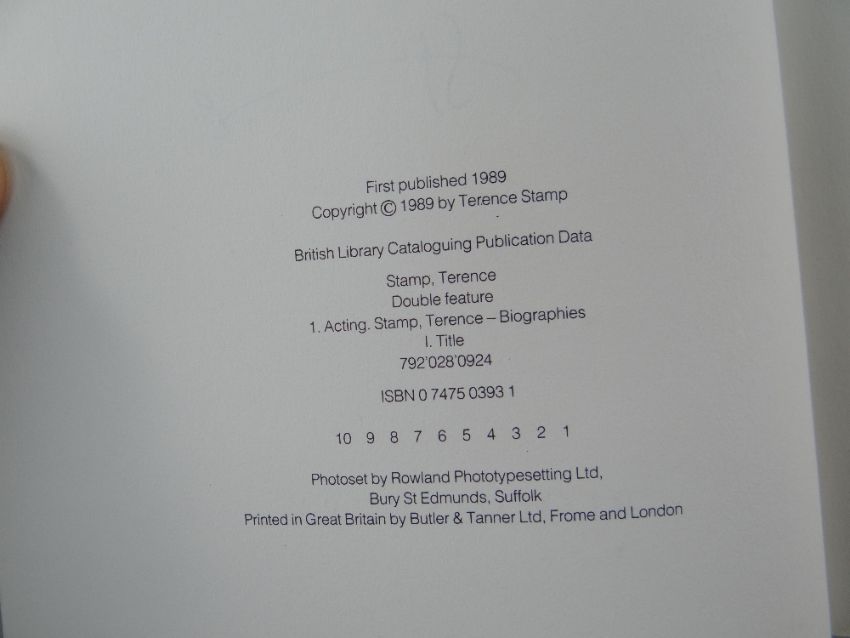 First published 1989
Copyright © 1989 by Terence Stamp
British Library Cataloguing Publication Data
Stamp, Terence
Double feature
1. Acting. Stamp, Terence – Biographies
I. Title
792'028'0924
ISBN 0 7475 0393 1
10 9 8 7 6 5 4 3 2 1
Photoset by Rowland Phototypesetting Ltd,
Bury St Edmunds, Suffolk
Printed in Great Britain by Butler & Tanner Ltd, Frome and London